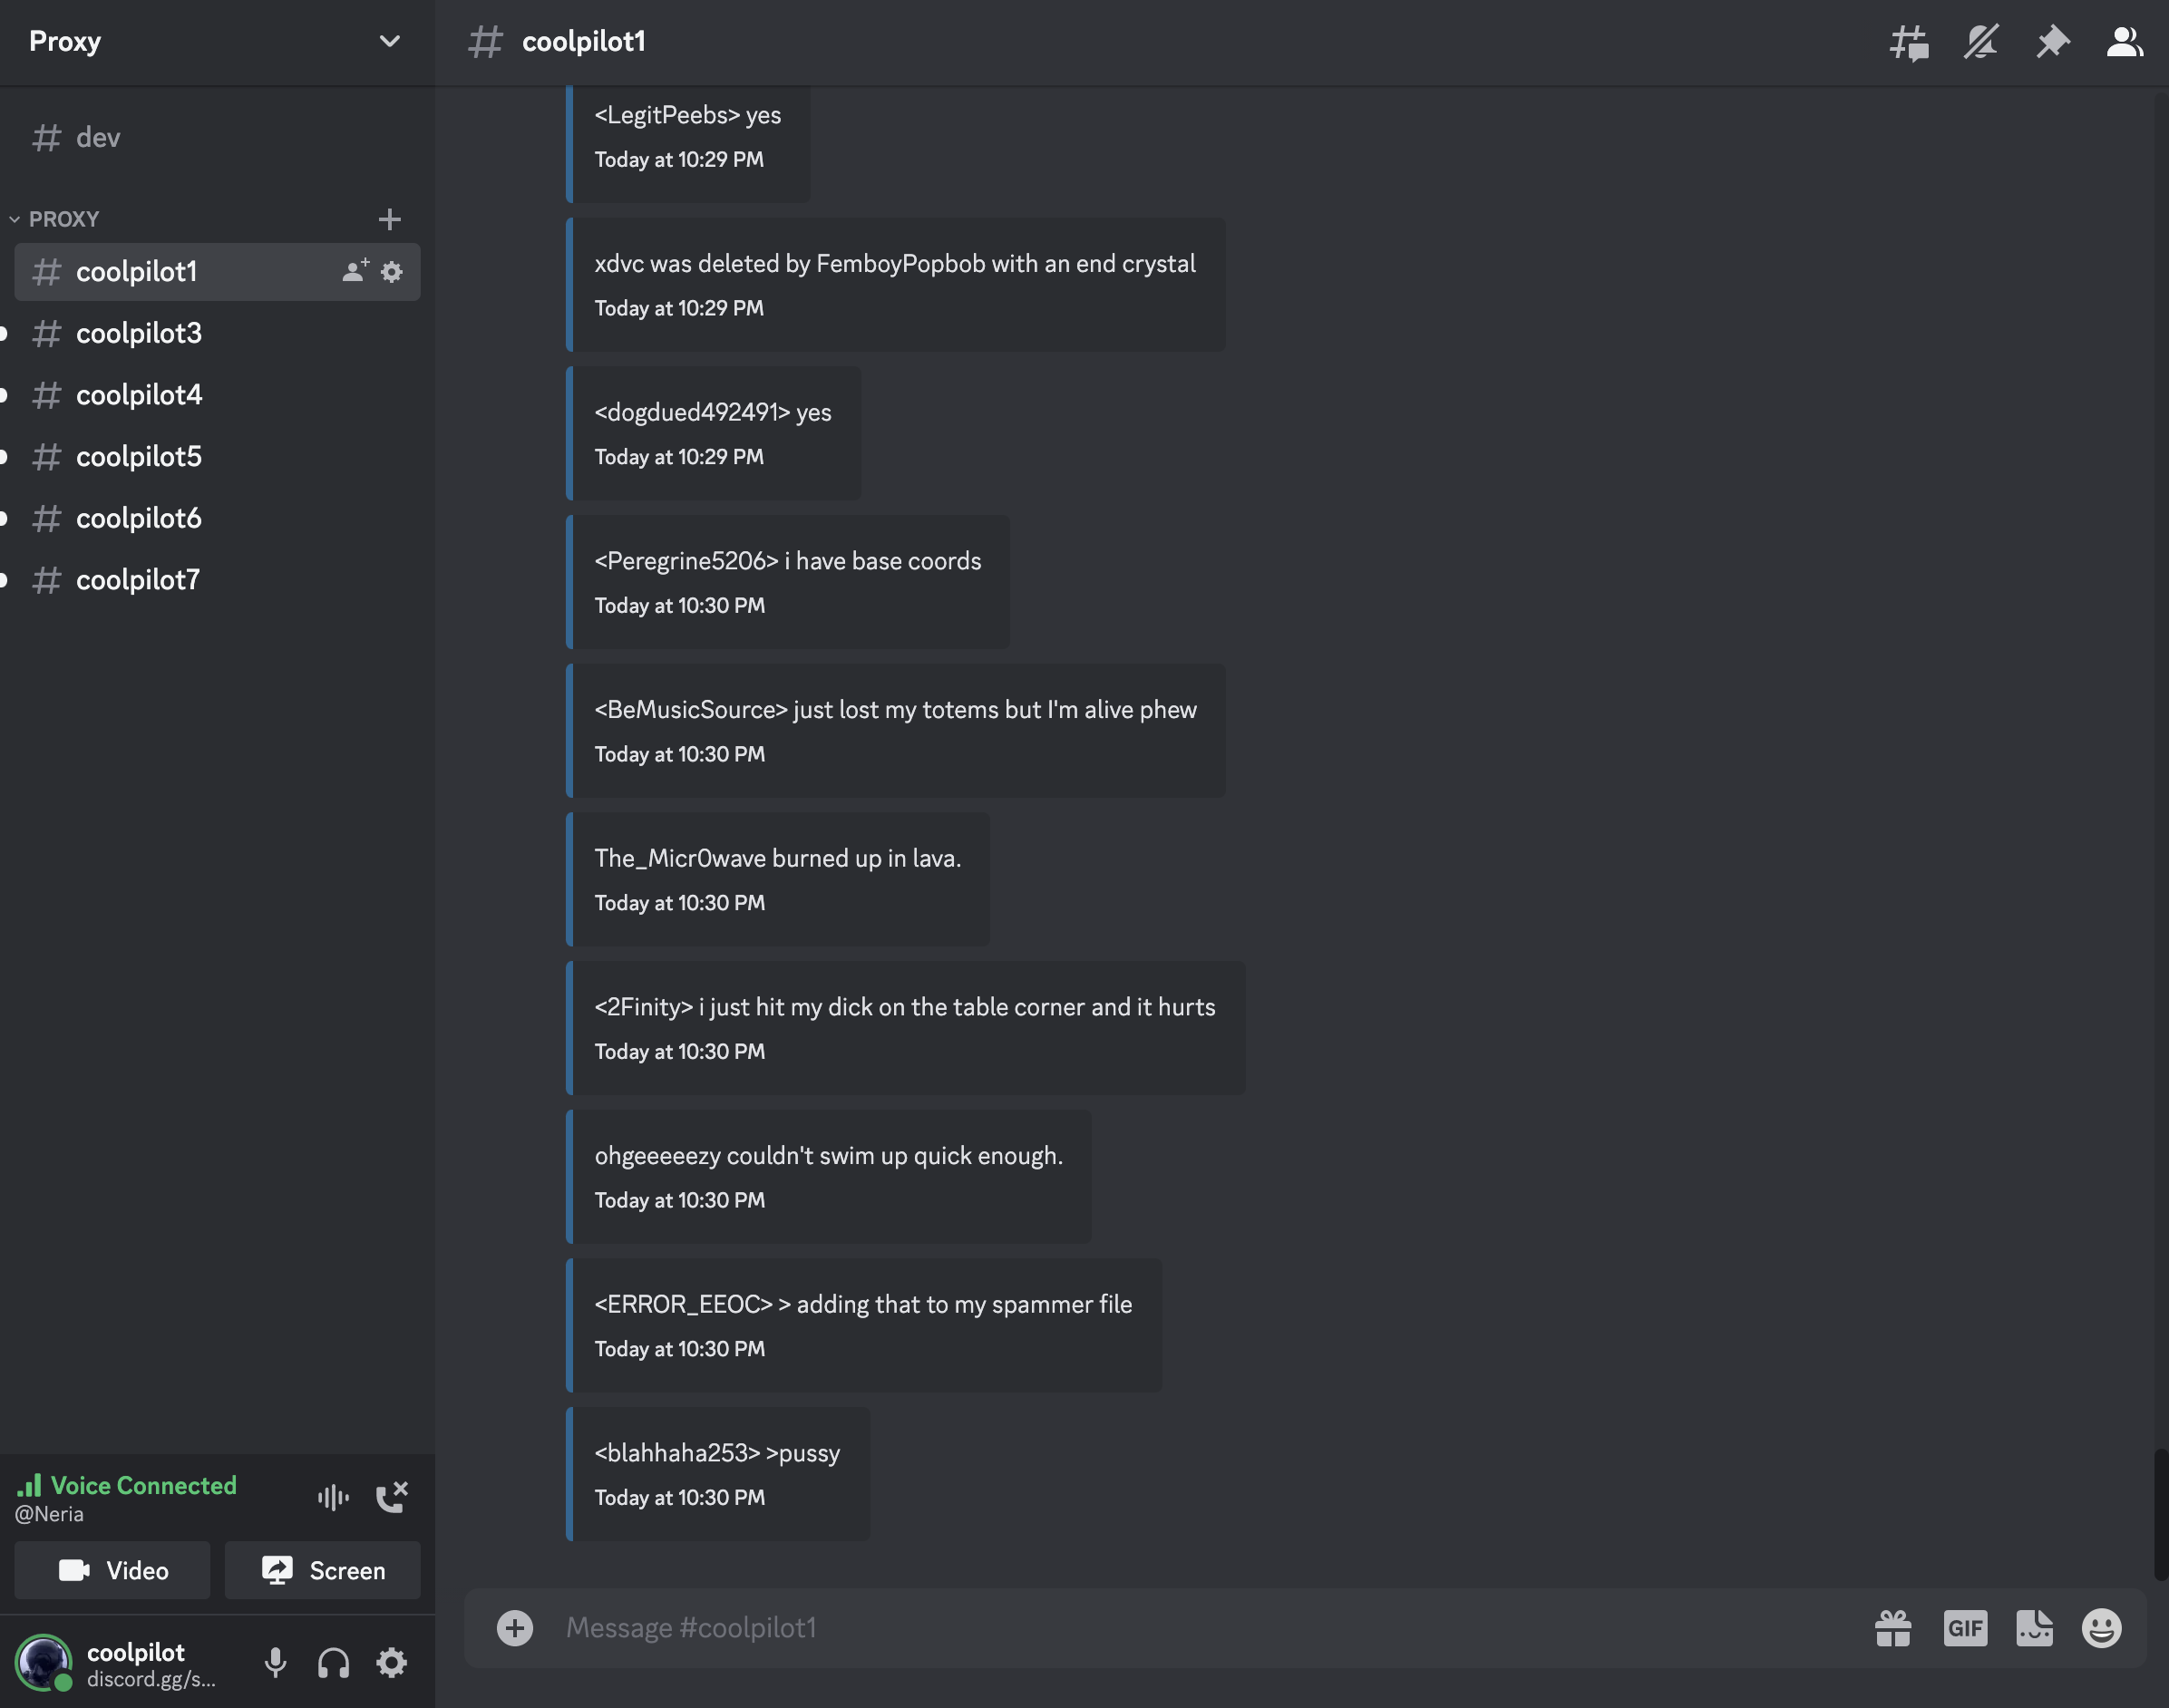 Proxy
dev
PROXY
coolpilot1
coolpilot3
coolpilot4
coolpilot5
coolpilot6
coolpilot7
Voice Connected
@Neria
Video
Screen
coolpilot
discord.gg/s...
coolpilot1
<LegitPeebs> yes
Today at 10:29 PM
xdvc was deleted by FemboyPopbob with an end crystal
Today at 10:29 PM
<dogdued492491> yes
Today at 10:29 PM
<Peregrine5206> i have base coords
Today at 10:30 PM
<BeMusicSource> just lost my totems but I'm alive phew
Today at 10:30 PM
The_Micr0wave burned up in lava.
Today at 10:30 PM
<2Finity> i just hit my dick on the table corner and it hurts
Today at 10:30 PM
ohgeeeeezy couldn't swim up quick enough.
Today at 10:30 PM
<ERROR_EEOC> > adding that to my spammer file
Today at 10:30 PM
<blahhaha253> >pussy
Today at 10:30 PM
Message #coolpilot1
GIF